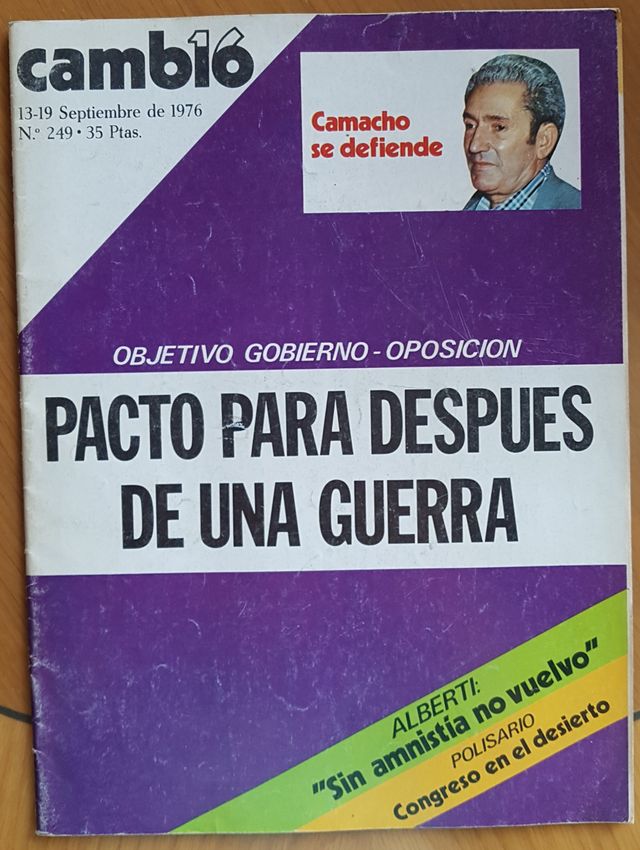 cambio16
13-19 Septiembre de 1976
N.º 249 • 35 Ptas.
Camacho
se defiende
OBJETIVO GOBIERNO - OPOSICION
PACTO PARA DESPUES
DE UNA GUERRA
ALBERTI:
"Sin amnistía no vuelvo"
POLISARIO
Congreso en el desierto